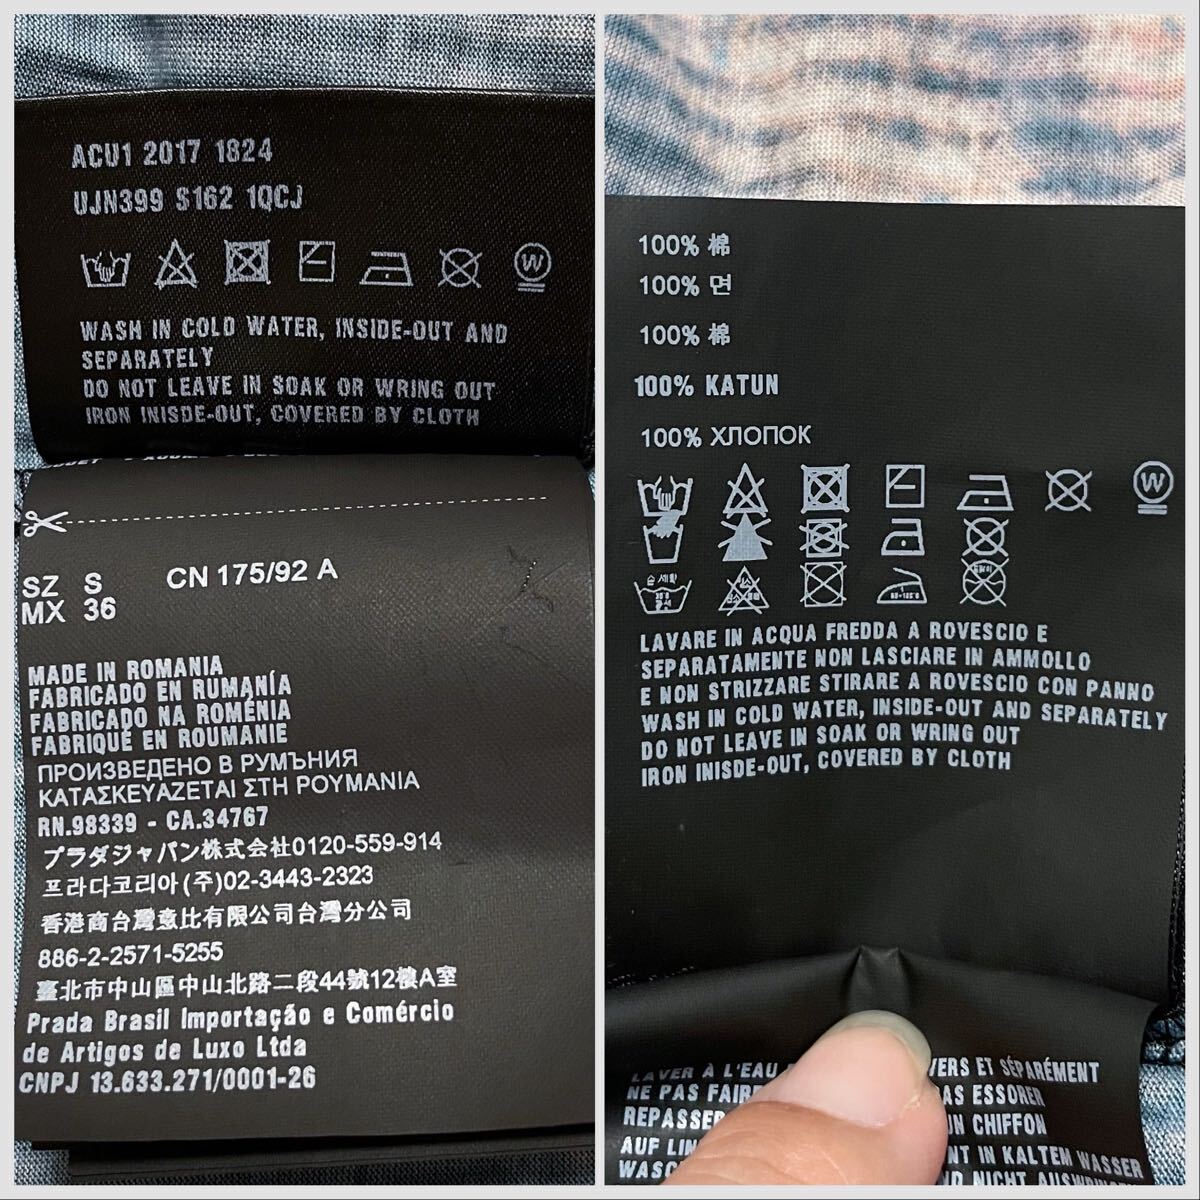 ACU1 2017 1824
UJN399 S162 1QCJ
W
WASH IN COLD WATER, INSIDE-OUT AND
SEPARATELY
DO NOT LEAVE IN SOAK OR WRING OUT
IRON INISDE-OUT, COVERED BY CLOTH
SZ S CN 175/92 A
MX 36
MADE IN ROMANIA
FABRICADO EN RUMANÍA
FABRICADO NA ROMÉNIA
FABRIQUÉ EN ROUMANIE
ПРОИЗВЕДЕНО В РУМЪНИЯ
ΚΑΤΑΣΚΕΥΑΖΕΤΑΙ ΣΤΗ ΡΟΥΜΑΝΙΑ
RN.98339 - CA.34767
プラダジャパン株式会社0120-559-914
프라다코리아(주)02-3443-2323
香港商台灣意比有限公司台灣分公司
886-2-2571-5255
臺北市中山區中山北路二段44號12樓A室
Prada Brasil Importação e Comércio
de Artigos de Luxo Ltda
CNPJ 13.633.271/0001-26
100% 棉
100% 면
100% 棉
100% KATUN
100% ХЛОПОК
W
손세탁
LAVARE IN ACQUA FREDDA A ROVESCIO E
SEPARATAMENTE NON LASCIARE IN AMMOLLO
E NON STRIZZARE STIRARE A ROVESCIO CON PANNO
WASH IN COLD WATER, INSIDE-OUT AND SEPARATELY
DO NOT LEAVE IN SOAK OR WRING OUT
IRON INISDE-OUT, COVERED BY CLOTH
LAVER À L'EAU VERS ET SÉPARÉMENT
NE PAS FAIRE AS ESSORER
REPASSER UN CHIFFON
AUF LIN T IN KALTEM WASSER
WASC ND NICHT